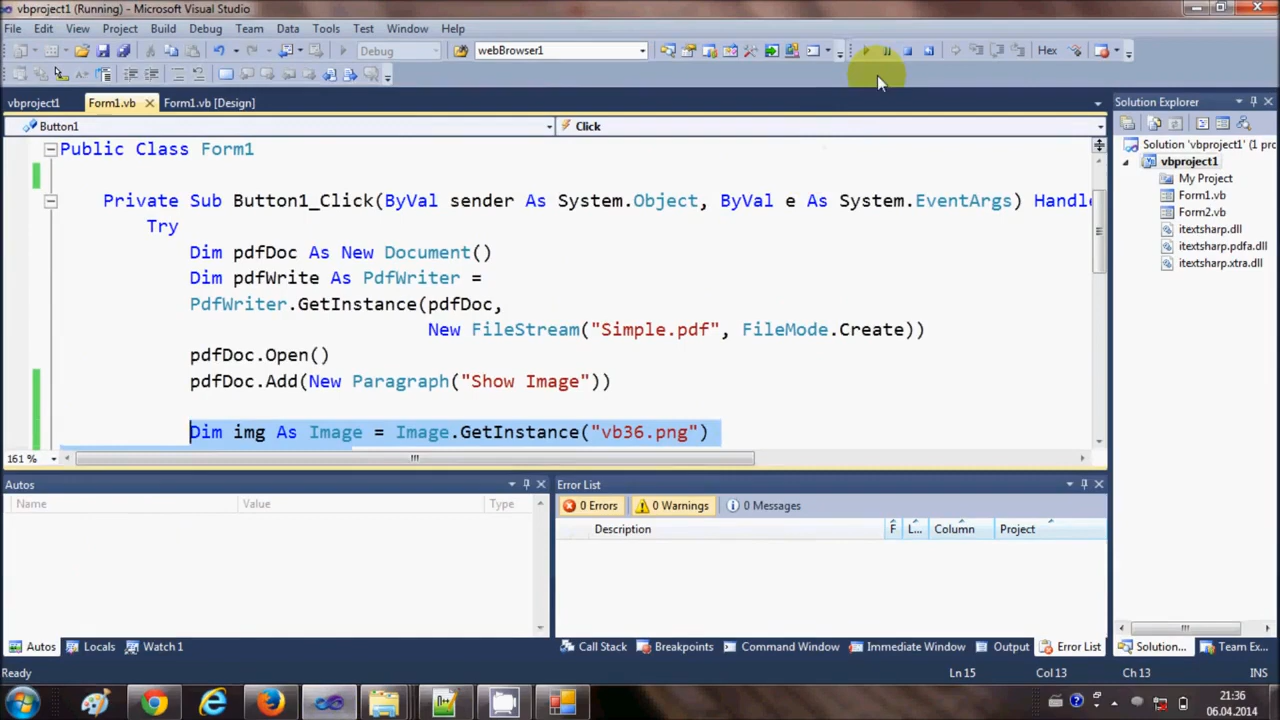 vbproject1 (Running) - Microsoft Visual Studio
File Edit View Project Build Debug Team Data Tools Test Window Help
Debug webBrowser1 Hex
vbproject1 Form1.vb Form1.vb [Design] Solution Explorer
Button1 Click
Public Class Form1
Solution 'vbproject1' (1 proj
vbproject1
My Project
Form1.vb
Form2.vb
itextsharp.dll
itextsharp.pdfa.dll
itextsharp.xtra.dll
Private Sub Button1_Click(ByVal sender As System.Object, ByVal e As System.EventArgs) Handle
Try
Dim pdfDoc As New Document()
Dim pdfWrite As PdfWriter =
PdfWriter.GetInstance(pdfDoc,
New FileStream("Simple.pdf", FileMode.Create))
pdfDoc.Open()
pdfDoc.Add(New Paragraph("Show Image"))
Dim img As Image = Image.GetInstance("vb36.png")
161 %
Autos
Name Value Type
Error List
0 Errors 0 Warnings 0 Messages
Description F L... Column Project
Autos Locals Watch 1
Call Stack Breakpoints Command Window Immediate Window Output Error List Solution... Team Ex...
Ready Ln 15 Col 13 Ch 13 INS
21:36
06.04.2014